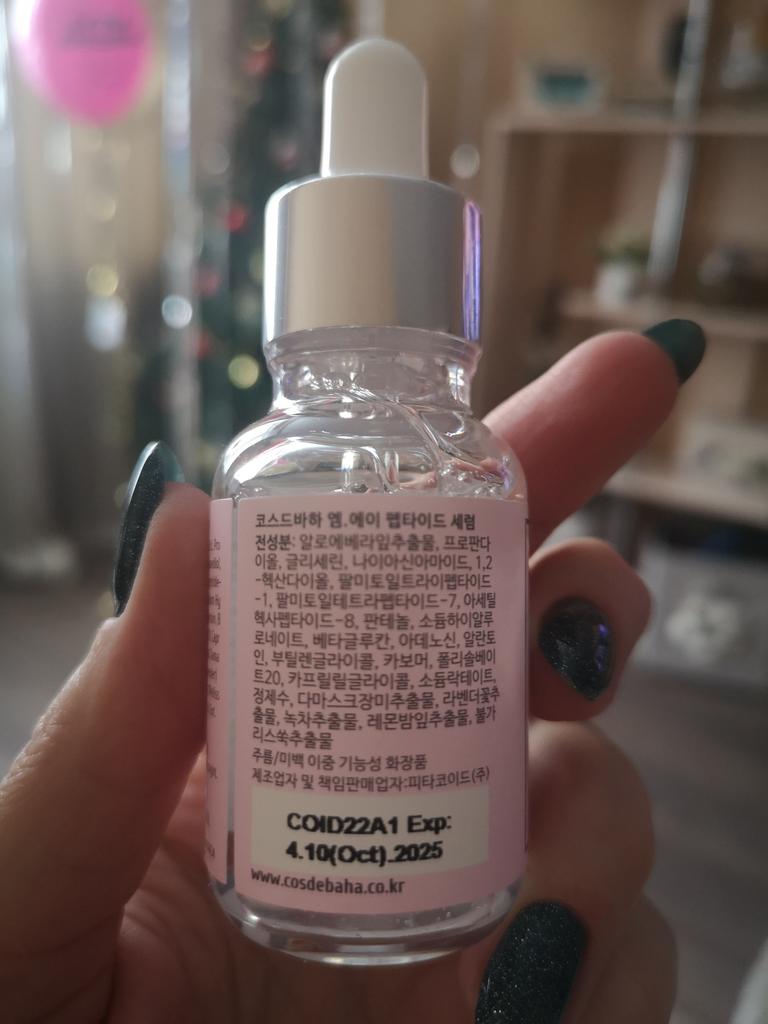 코스드바하 엠.에이 펩타이드 세럼
전성분: 알로에베라잎추출물, 프로판다
이올, 글리세린, 나이아신아마이드, 1,2
-헥산다이올, 팔미토일트라이펩타이드
-1, 팔미토일테트라펩타이드-7, 아세틸
헥사펩타이드-8, 판테놀, 소듐하이알루
로네이트, 베타글루칸, 아데노신, 알란토
인, 부틸렌글라이콜, 카보머, 폴리솔베이
트20, 카프릴릴글라이콜, 소듐락테이트,
정제수, 다마스크장미추출물, 라벤더꽃추
출물, 녹차추출물, 레몬밤잎추출물, 불가
리스쑥추출물
주름/미백 이중 기능성 화장품
제조업자 및 책임판매업자:피타코이드(주)
COID22A1 Exp:
4.10(Oct).2025
www.cosdebaha.co.kr